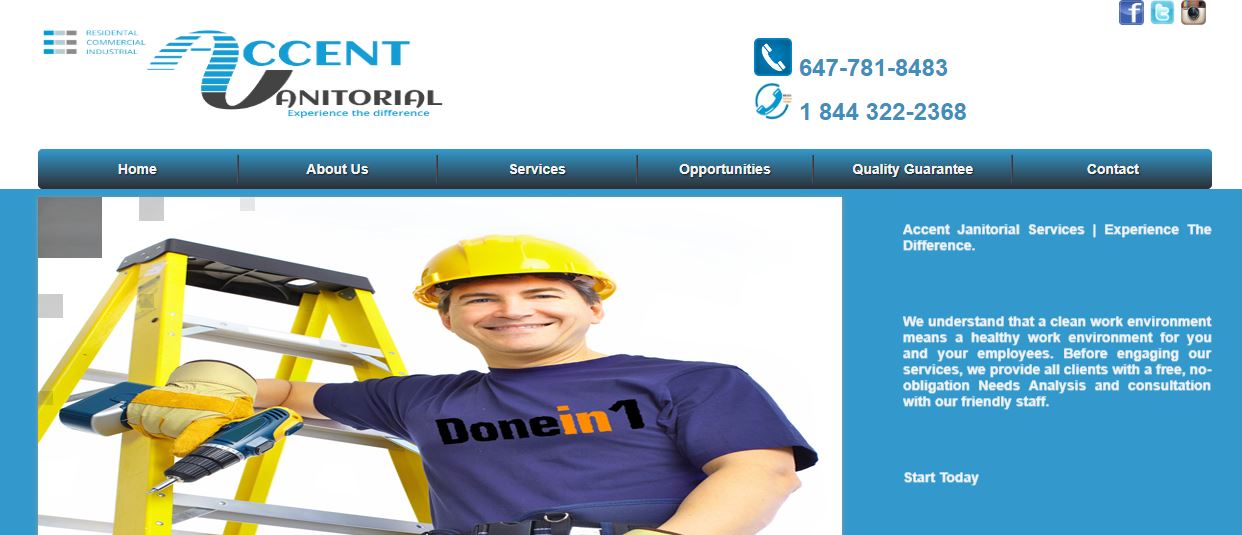 RESIDENTAL
COMMERCIAL
INDUSTRIAL
ACCENT
JANITORIAL
Experience the difference
647-781-8483
1 844 322-2368
Home About Us Services Opportunities Quality Guarantee Contact
Accent Janitorial Services | Experience The
Difference.
We understand that a clean work environment
means a healthy work environment for you
and your employees. Before engaging our
services, we provide all clients with a free, no-
obligation Needs Analysis and consultation
with our friendly staff.
Start Today
Donein1